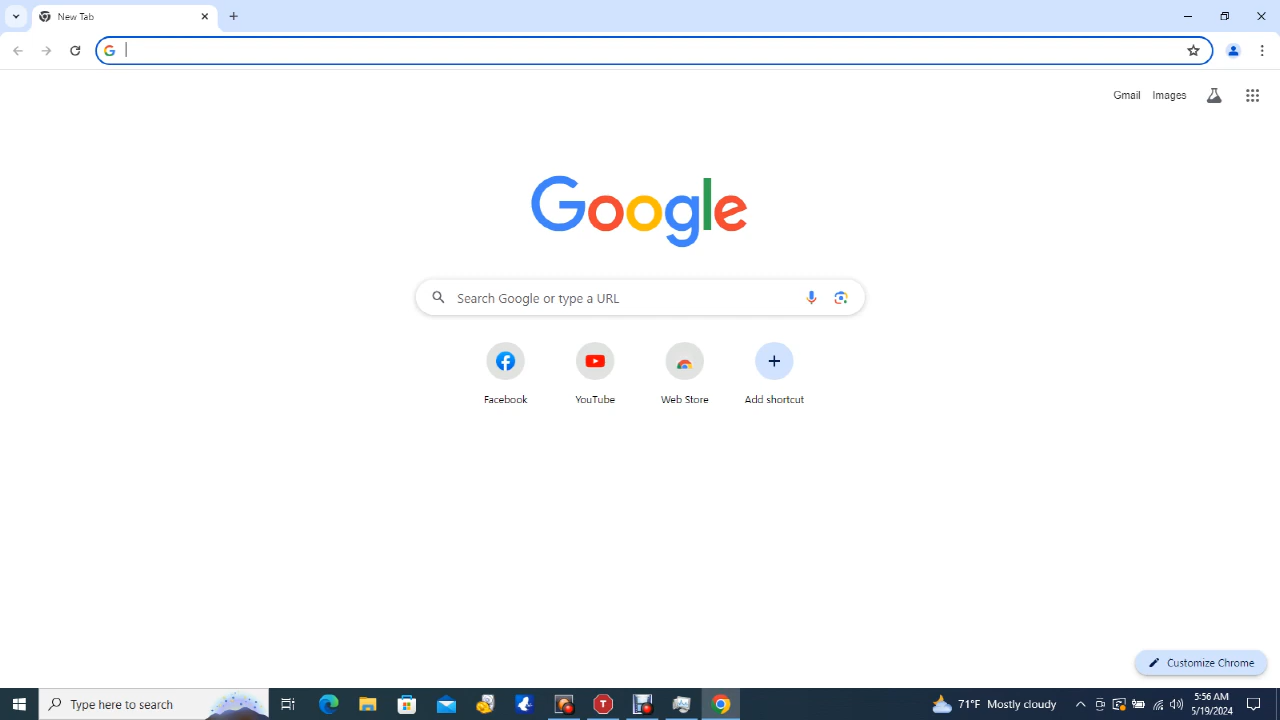 New Tab
Gmail Images
Google
Search Google or type a URL
Facebook YouTube Web Store Add shortcut
Customize Chrome
Type here to search
T
71°F Mostly cloudy
5:56 AM
5/19/2024